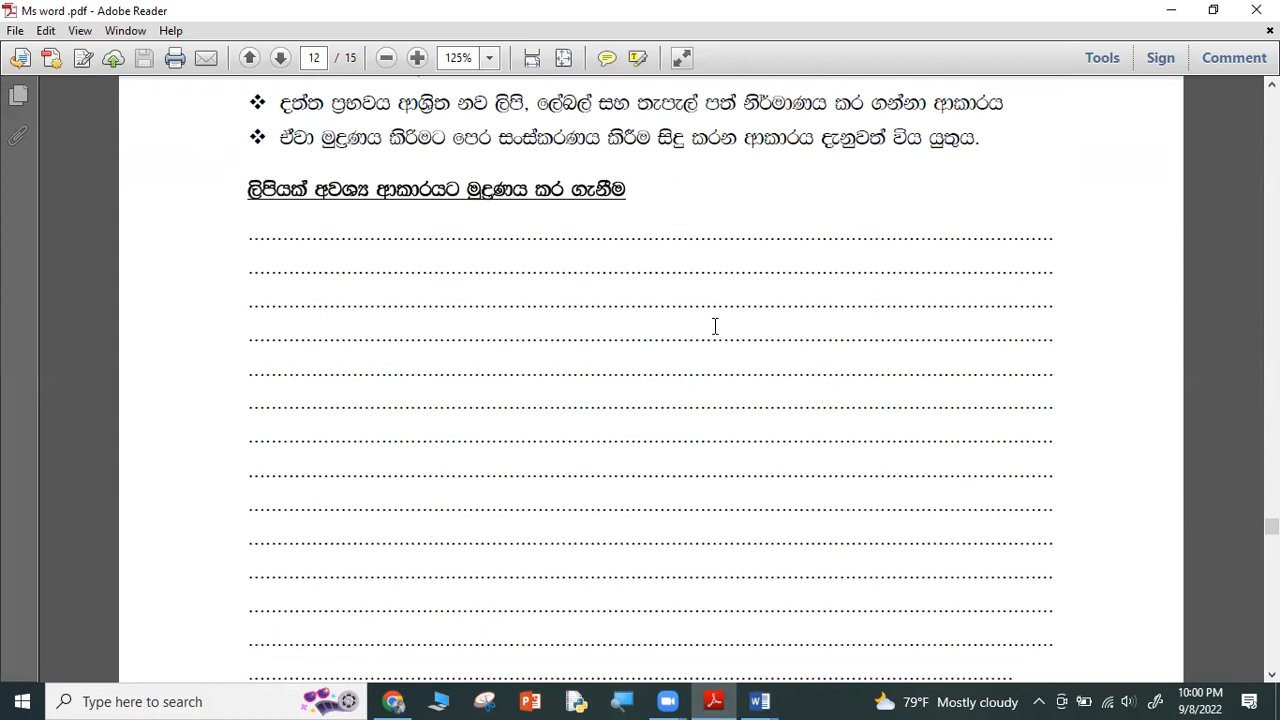 Ms word .pdf - Adobe Reader
File Edit View Window Help
12 / 15 125% Tools Sign Comment
❖ දත්ත ප්‍රභවය ආශ්‍රිත නව ලිපි, ලේබල් සහ තැපැල් පත් නිර්මාණය කර ගන්නා ආකාරය
❖ ඒවා මුද්‍රණය කිරිමට පෙර සංස්කරණය කිරීම සිදු කරන ආකාරය දැනුවත් විය යුතුය.
ලිපියක් අවශ්‍ය ආකාරයට මුද්‍රණය කර ගැනීම
Type here to search
79°F Mostly cloudy
10:00 PM
9/8/2022